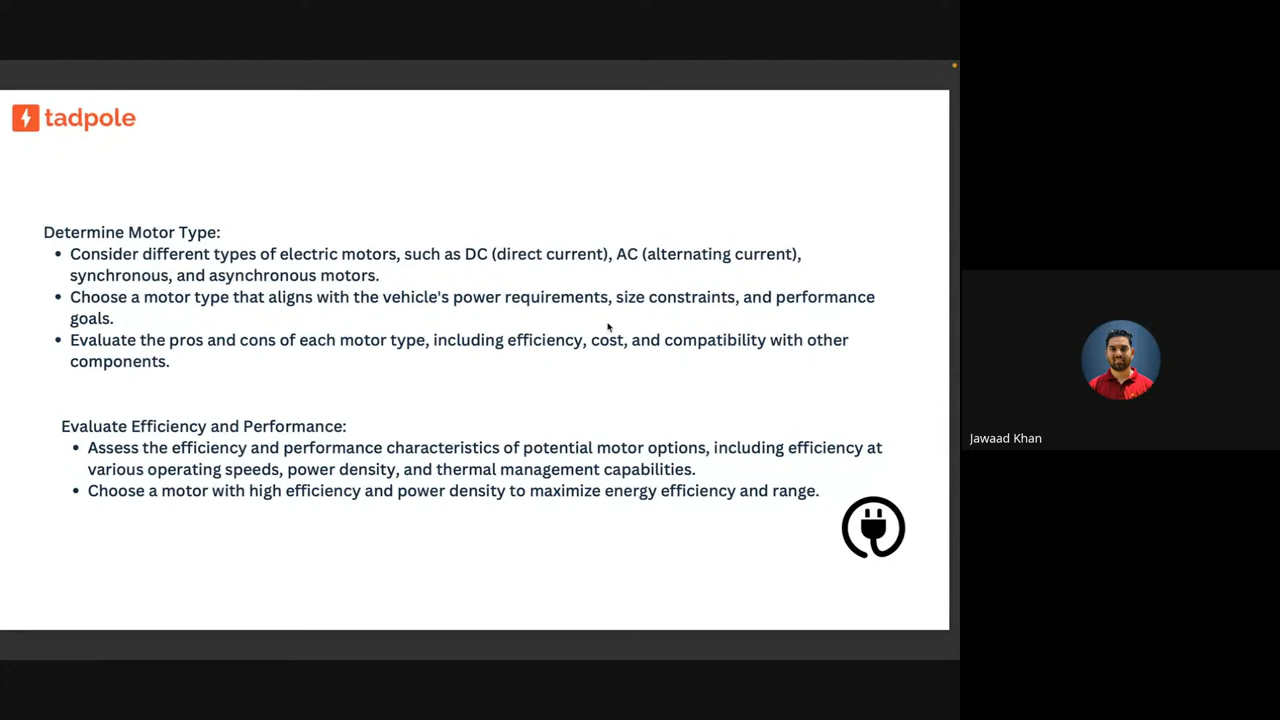 tadpole
Determine Motor Type:
• Consider different types of electric motors, such as DC (direct current), AC (alternating current),
synchronous, and asynchronous motors.
• Choose a motor type that aligns with the vehicle's power requirements, size constraints, and performance
goals.
• Evaluate the pros and cons of each motor type, including efficiency, cost, and compatibility with other
components.
Evaluate Efficiency and Performance:
• Assess the efficiency and performance characteristics of potential motor options, including efficiency at
various operating speeds, power density, and thermal management capabilities.
• Choose a motor with high efficiency and power density to maximize energy efficiency and range.
Jawaad Khan